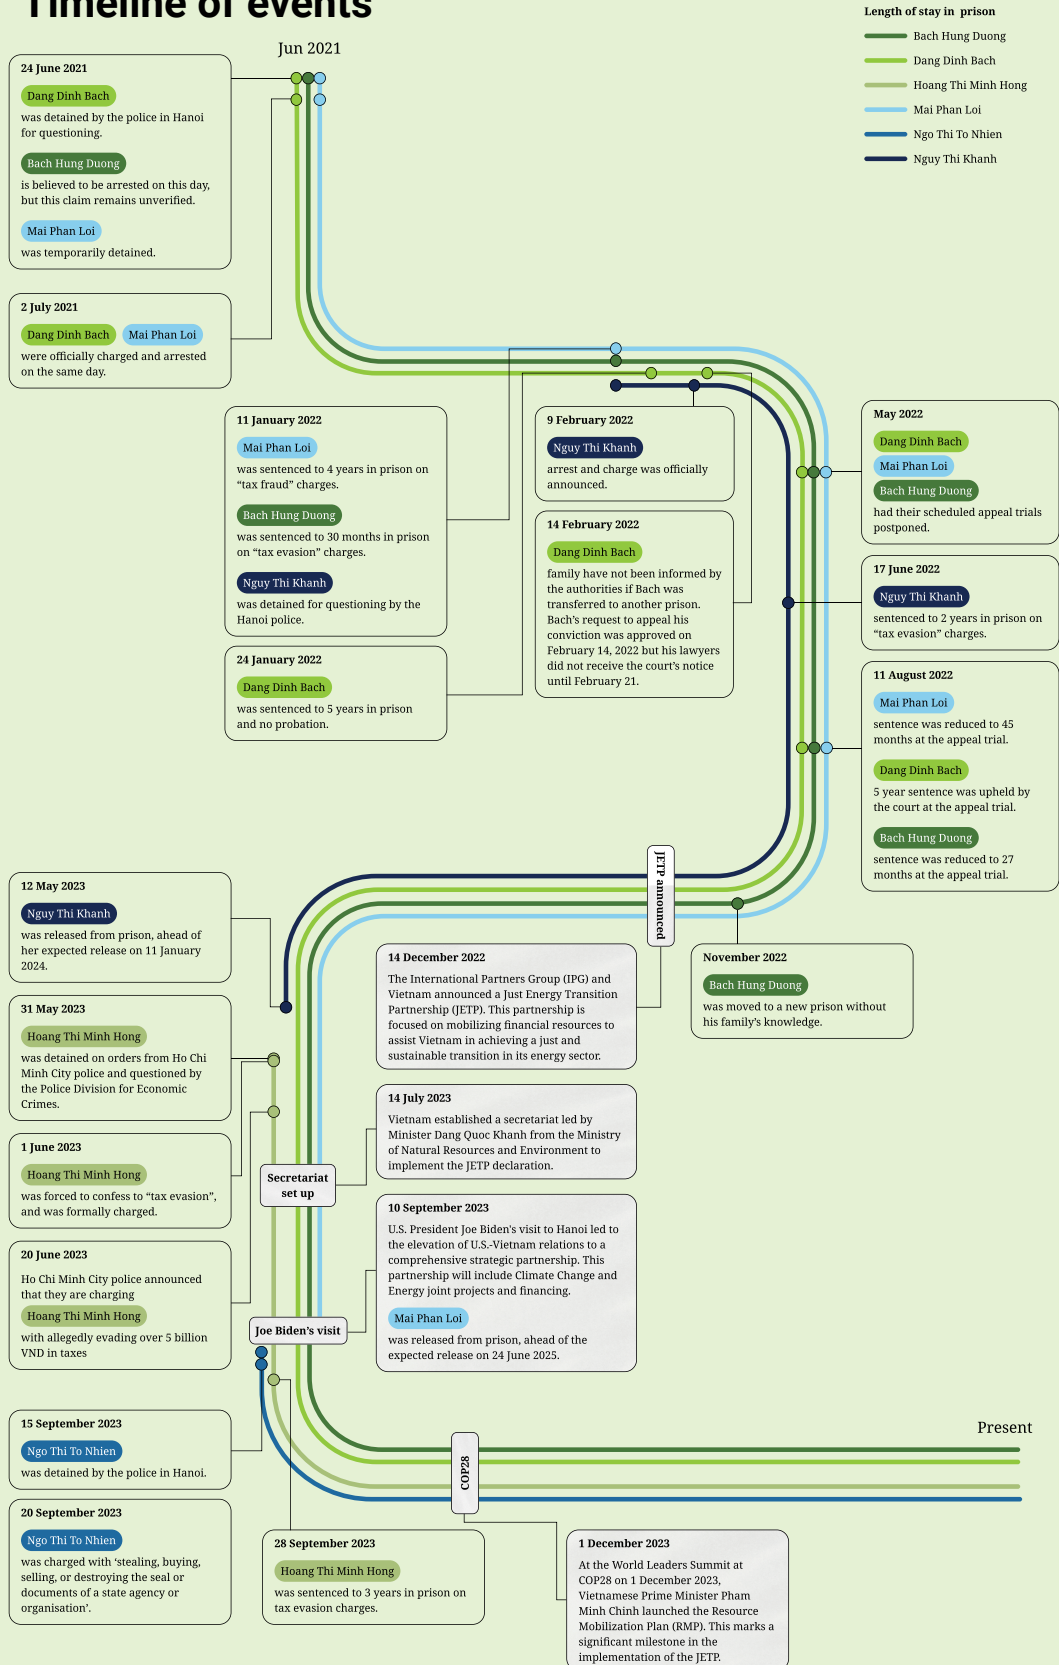 Timeline of events
Length of stay in prison
Bach Hung Duong
Dang Dinh Bach
Hoang Thi Minh Hong
Mai Phan Loi
Ngo Thi To Nhien
Nguy Thi Khanh
Jun 2021
24 June 2021
Dang Dinh Bach
was detained by the police in Hanoi
for questioning.
Bach Hung Duong
is believed to be arrested on this day,
but this claim remains unverified.
Mai Phan Loi
was temporarily detained.
2 July 2021
Dang Dinh Bach Mai Phan Loi
were officially charged and arrested
on the same day.
11 January 2022
Mai Phan Loi
was sentenced to 4 years in prison on
“tax fraud” charges.
Bach Hung Duong
was sentenced to 30 months in prison
on “tax evasion” charges.
Nguy Thi Khanh
was detained for questioning by the
Hanoi police.
24 January 2022
Dang Dinh Bach
was sentenced to 5 years in prison
and no probation.
9 February 2022
Nguy Thi Khanh
arrest and charge was officially
announced.
14 February 2022
Dang Dinh Bach
family have not been informed by
the authorities if Bach was
transferred to another prison.
Bach’s request to appeal his
conviction was approved on
February 14, 2022 but his lawyers
did not receive the court’s notice
until February 21.
May 2022
Dang Dinh Bach
Mai Phan Loi
Bach Hung Duong
had their scheduled appeal trials
postponed.
17 June 2022
Nguy Thi Khanh
sentenced to 2 years in prison on
“tax evasion” charges.
11 August 2022
Mai Phan Loi
sentence was reduced to 45
months at the appeal trial.
Dang Dinh Bach
5 year sentence was upheld by
the court at the appeal trial.
Bach Hung Duong
sentence was reduced to 27
months at the appeal trial.
JETP announced
November 2022
Bach Hung Duong
was moved to a new prison without
his family’s knowledge.
14 December 2022
The International Partners Group (IPG) and
Vietnam announced a Just Energy Transition
Partnership (JETP). This partnership is
focused on mobilizing financial resources to
assist Vietnam in achieving a just and
sustainable transition in its energy sector.
12 May 2023
Nguy Thi Khanh
was released from prison, ahead of
her expected release on 11 January
2024.
31 May 2023
Hoang Thi Minh Hong
was detained on orders from Ho Chi
Minh City police and questioned by
the Police Division for Economic
Crimes.
1 June 2023
Hoang Thi Minh Hong
was forced to confess to “tax evasion”,
and was formally charged.
20 June 2023
Ho Chi Minh City police announced
that they are charging
Hoang Thi Minh Hong
with allegedly evading over 5 billion
VND in taxes
14 July 2023
Vietnam established a secretariat led by
Minister Dang Quoc Khanh from the Ministry
of Natural Resources and Environment to
implement the JETP declaration.
Secretariat
set up
10 September 2023
U.S. President Joe Biden's visit to Hanoi led to
the elevation of U.S.-Vietnam relations to a
comprehensive strategic partnership. This
partnership will include Climate Change and
Energy joint projects and financing.
Mai Phan Loi
was released from prison, ahead of the
expected release on 24 June 2025.
Joe Biden’s visit
15 September 2023
Ngo Thi To Nhien
was detained by the police in Hanoi.
20 September 2023
Ngo Thi To Nhien
was charged with ‘stealing, buying,
selling, or destroying the seal or
documents of a state agency or
organisation’.
28 September 2023
Hoang Thi Minh Hong
was sentenced to 3 years in prison on
tax evasion charges.
COP28
Present
1 December 2023
At the World Leaders Summit at
COP28 on 1 December 2023,
Vietnamese Prime Minister Pham
Minh Chinh launched the Resource
Mobilization Plan (RMP). This marks a
significant milestone in the
implementation of the JETP.